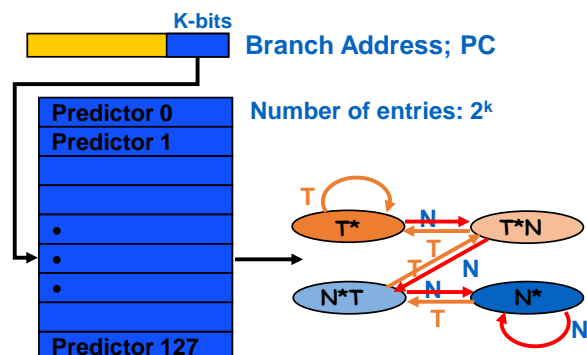 K-bits
Branch Address; PC
Predictor 0
Number of entries: 2ᵏ
Predictor 1
T
T*
N
T*N
T
•
•
•
T
N
N*T
N
N*
T
N
Predictor 127